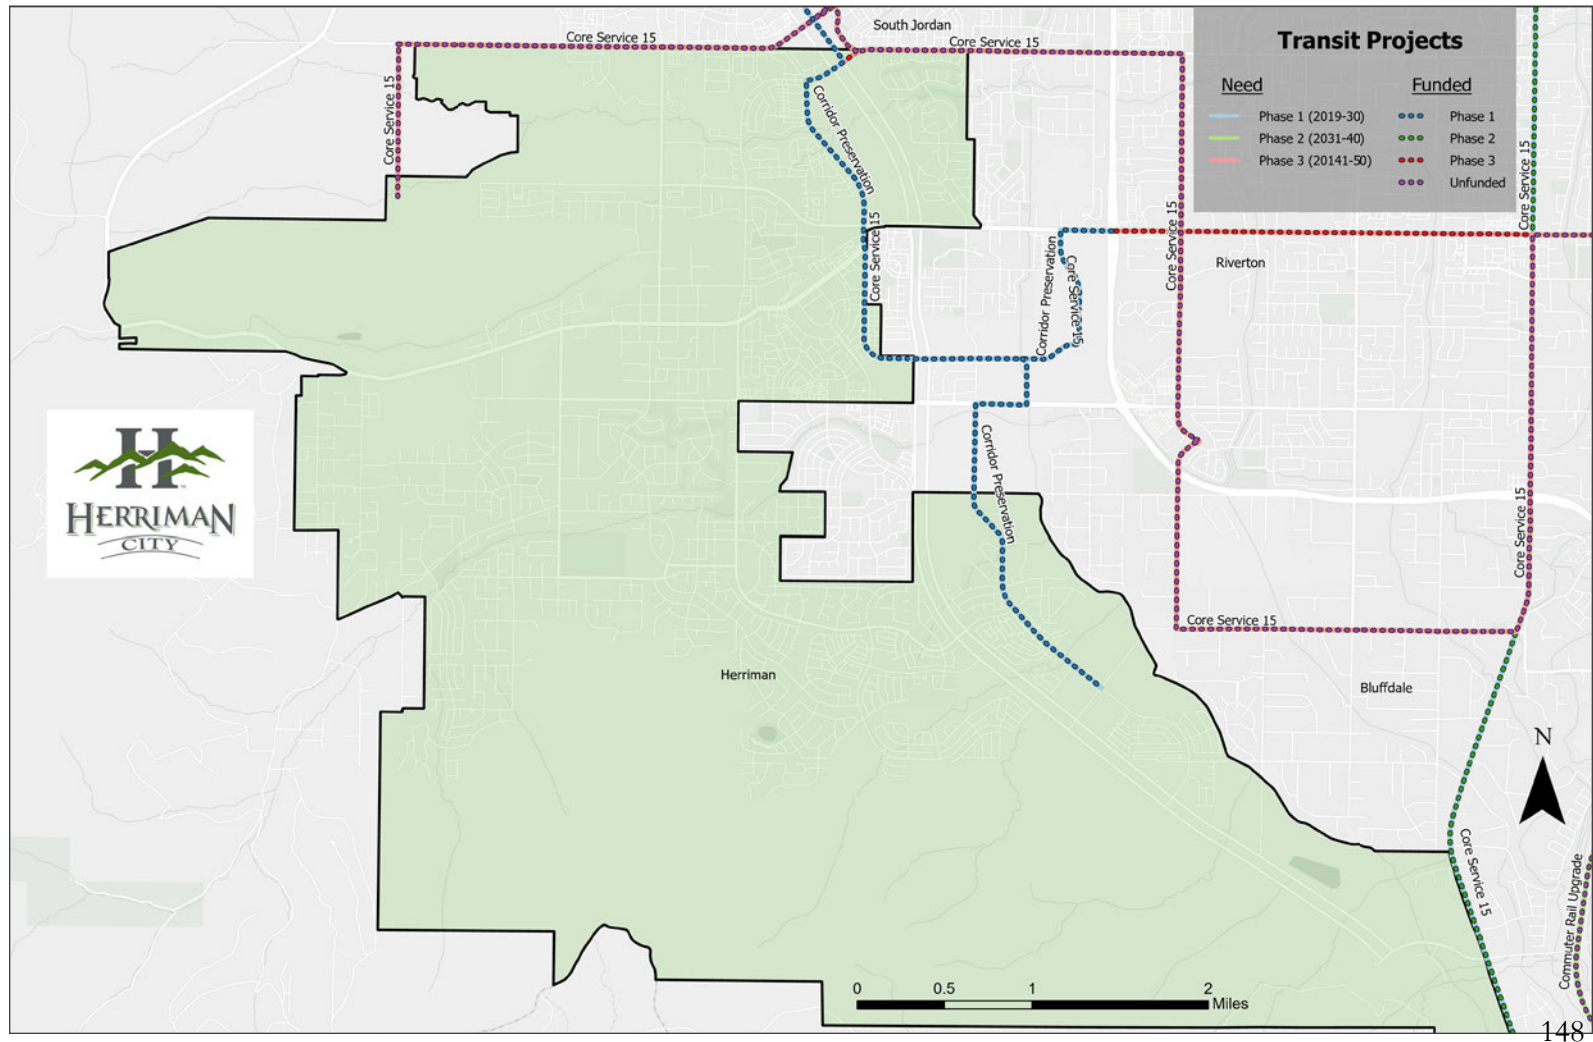 South Jordan
Core Service 15
Core Service 15
Transit Projects
Need
Funded
Phase 1 (2019-30)
Phase 1
Phase 2 (2031-40)
Phase 2
Phase 3 (20141-50)
Phase 3
Unfunded
Core Service 15
Corridor Preservation
Core Service 15
Core Service 15
Core Service 15
Corridor Preservation
Core Service 15
Riverton
HERRIMAN
CITY
Corridor Preservation
Core Service 15
Core Service 15
Herriman
Bluffdale
N
Core Service 15
Commuter Rail Upgrade
0
0.5
1
2
Miles
148